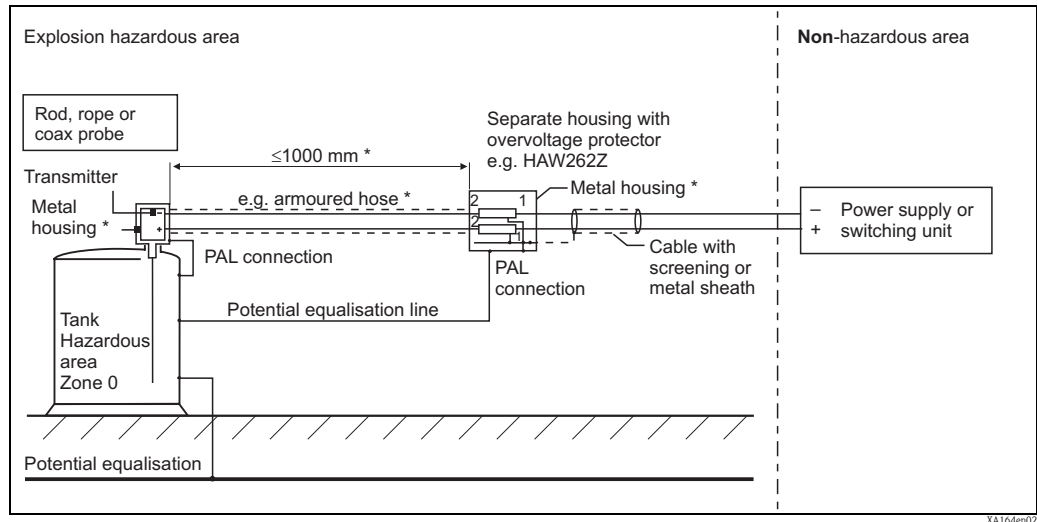 Explosion hazardous area
Non-hazardous area
Rod, rope or
coax probe
Separate housing with
overvoltage protector
e.g. HAW262Z
≤1000 mm *
Transmitter
Metal
housing *
e.g. armoured hose *
2 1
2
1
Metal housing *
– Power supply or
+ switching unit
–
+
PAL connection
PAL
connection
Cable with
screening or
metal sheath
Potential equalisation line
Tank
Hazardous
area
Zone 0
Potential equalisation
XA164en02